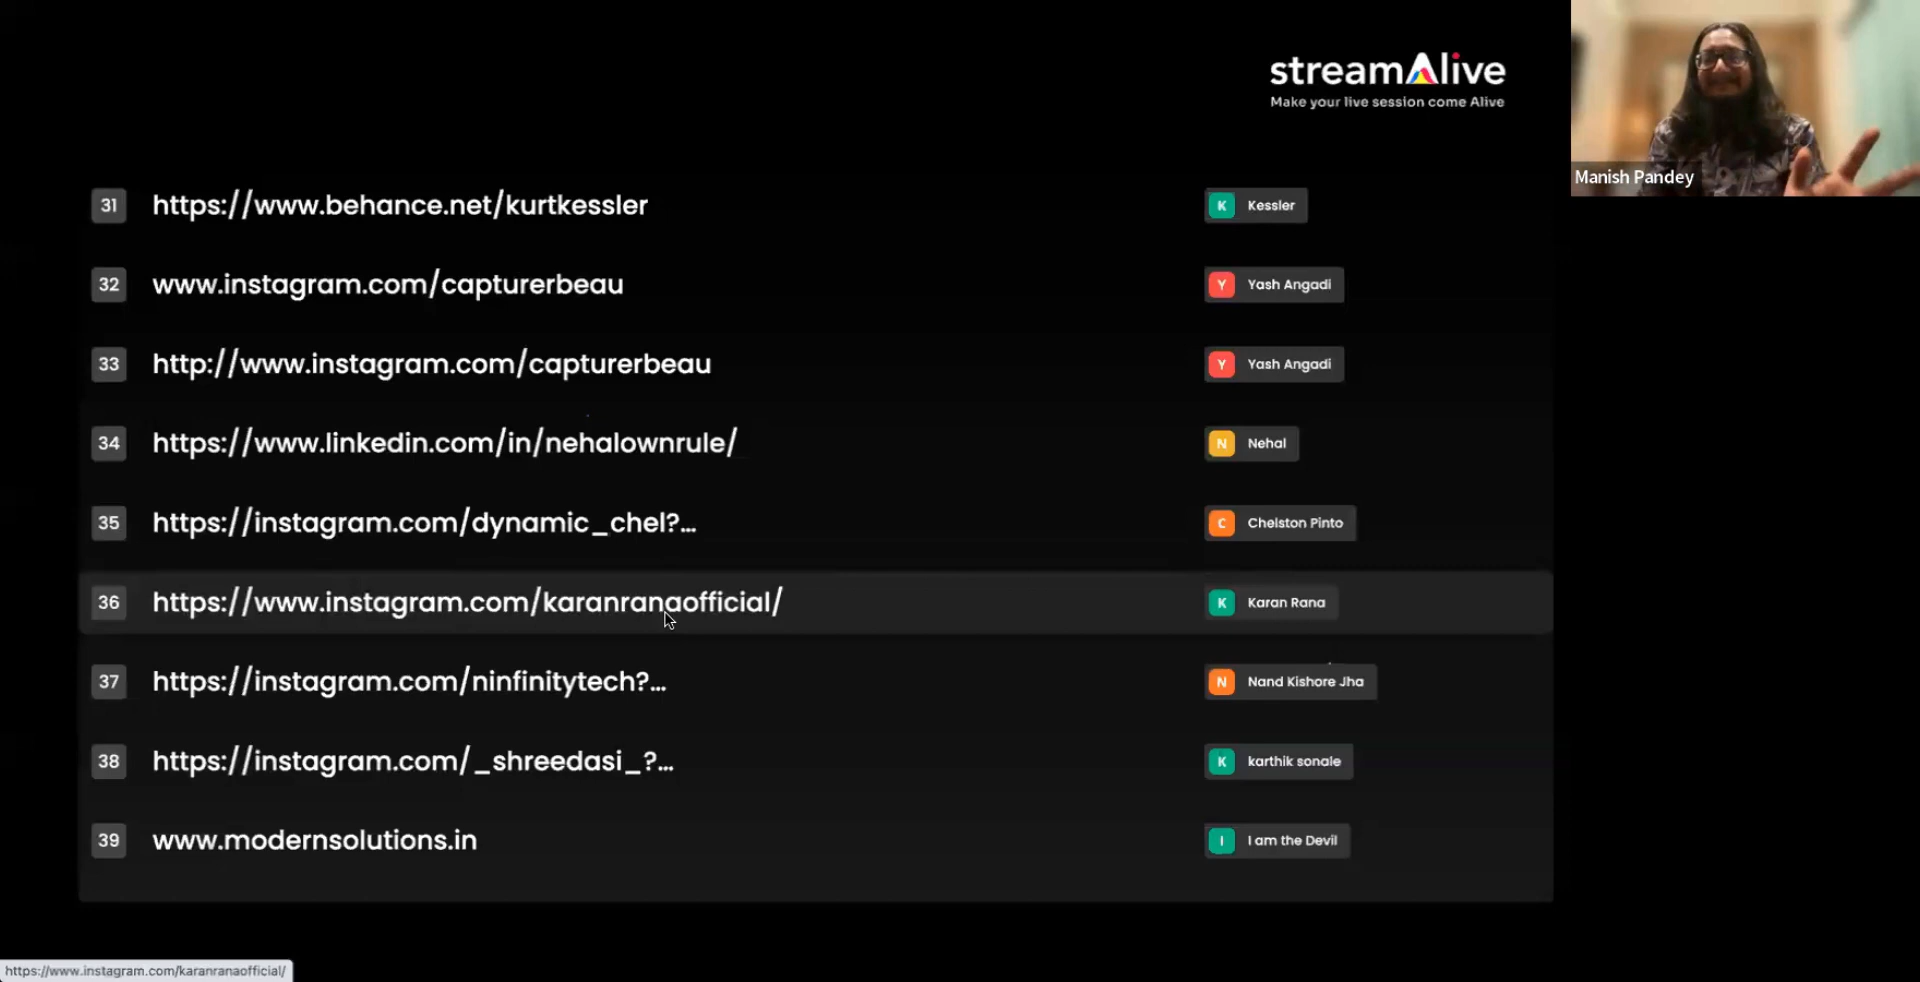 streamAlive
Make your live session come Alive
Manish Pandey
31 https://www.behance.net/kurtkessler K Kessler
32 www.instagram.com/capturerbeau Y Yash Angadi
33 http://www.instagram.com/capturerbeau Y Yash Angadi
34 https://www.linkedin.com/in/nehalownrule/ N Nehal
35 https://instagram.com/dynamic_chel?... C Chelston Pinto
36 https://www.instagram.com/karanranaofficial/ K Karan Rana
37 https://instagram.com/ninfinitytech?... N Nand Kishore Jha
38 https://instagram.com/_shreedasi_?... K karthik sonale
39 www.modernsolutions.in I I am the Devil
https://www.instagram.com/karanranaofficial/